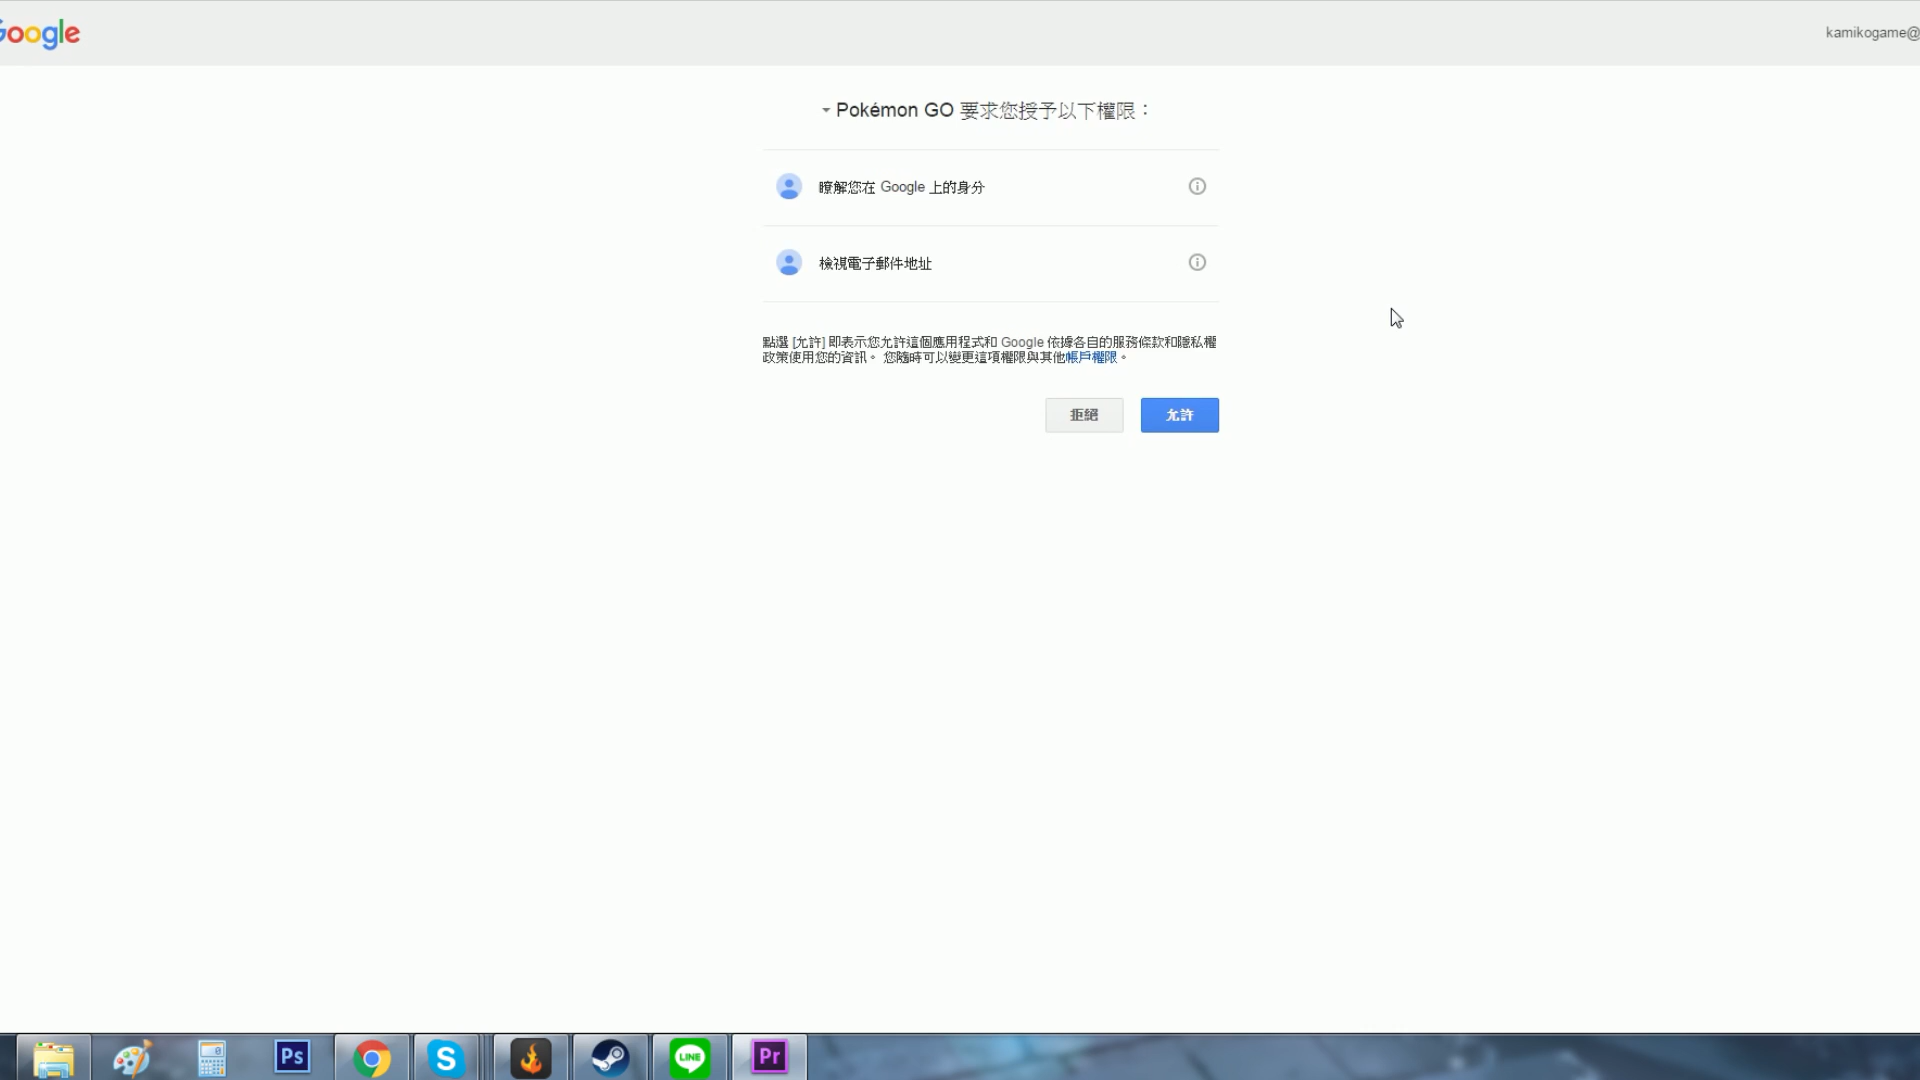 Google
kamikogame@
Pokémon GO 要求您授予以下權限：
瞭解您在 Google 上的身分
檢視電子郵件地址
點選 [允許] 即表示您允許這個應用程式和 Google 依據各自的服務條款和隱私權
政策使用您的資訊。 您隨時可以變更這項權限與其他帳戶權限。
拒絕
允許
Ps
S
LINE
Pr